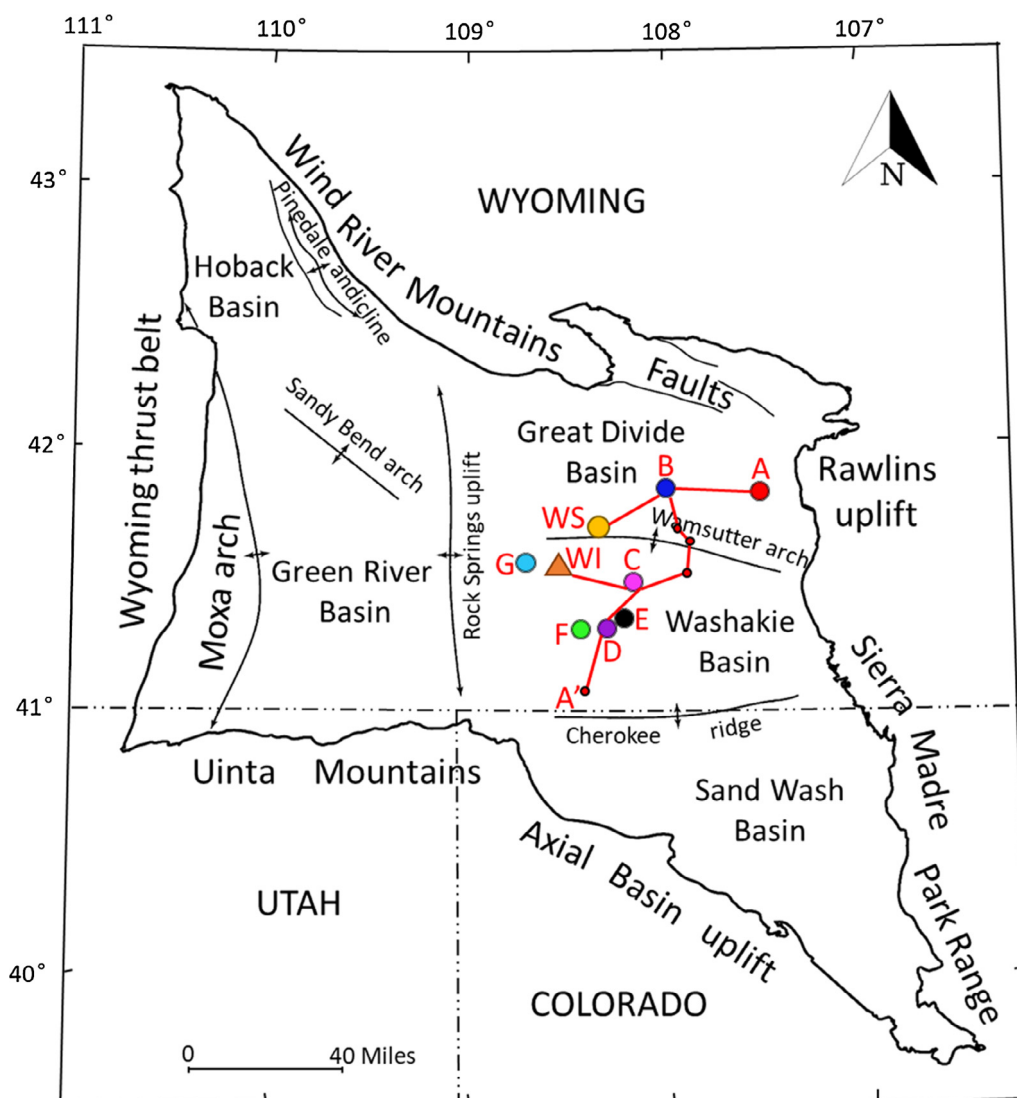 111° 110° 109° 108° 107°
43°
42°
41°
40°
N
WYOMING
Wind River Mountains
Pinedale andicline
Hoback
Basin
Wyoming thrust belt
Sandy Bend arch
Faults
Great Divide
Basin
Rawlins
uplift
B
A
WS
Wamsutter arch
G
WI
C
Moxa arch
Green River
Basin
Rock Springs uplift
F
D
E
Washakie
Basin
A'
Cherokee ridge
Sierra Madre
Park Range
Uinta Mountains
Sand Wash
Basin
Axial Basin uplift
UTAH
COLORADO
0 40 Miles